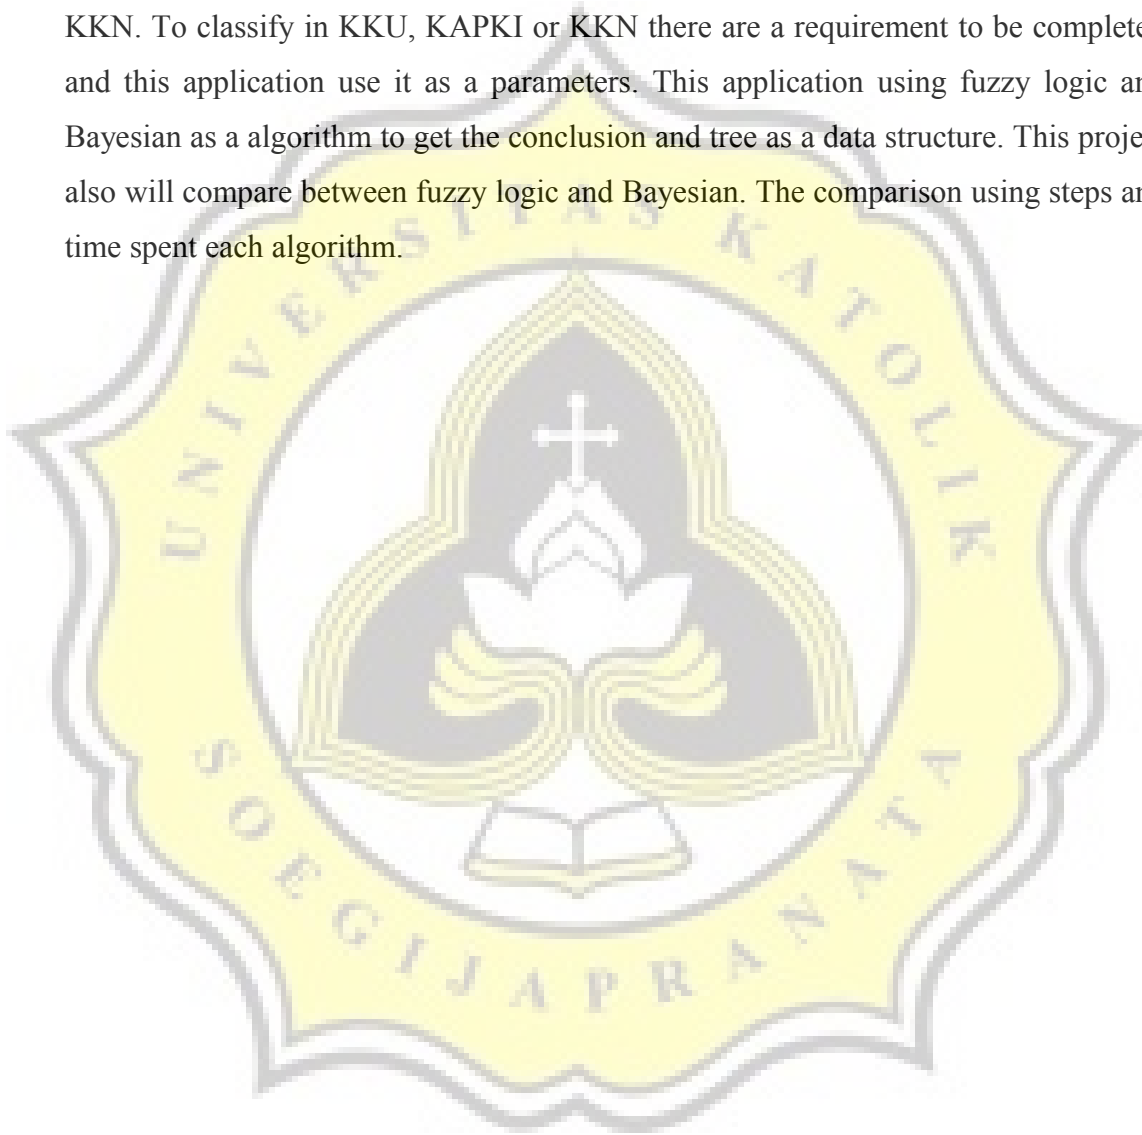 KKN. To classify in KKU, KAPKI or KKN there are a requirement to be complete
and this application use it as a parameters. This application using fuzzy logic an
Bayesian as a algorithm to get the conclusion and tree as a data structure. This proje
also will compare between fuzzy logic and Bayesian. The comparison using steps an
time spent each algorithm.
UNIVERSITAS KATOLIK
SOEGIJAPRANATA